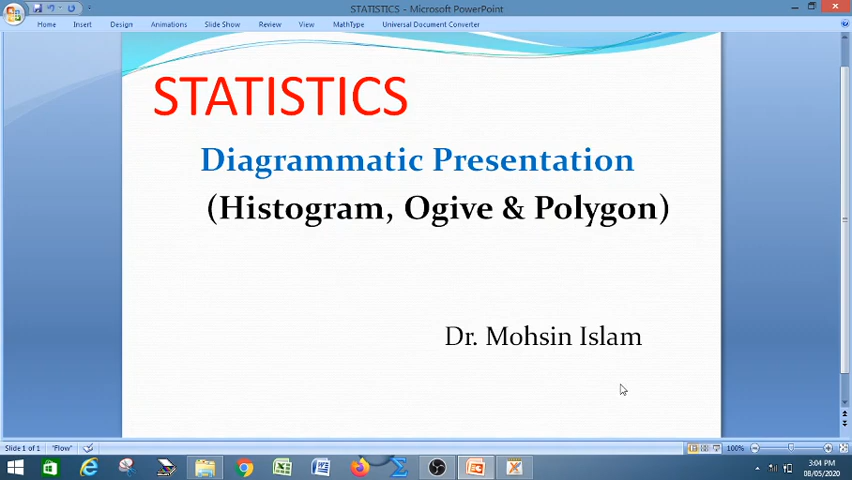 STATISTICS - Microsoft PowerPoint
Home Insert Design Animations Slide Show Review View MathType Universal Document Converter
STATISTICS
Diagrammatic Presentation
(Histogram, Ogive & Polygon)
Dr. Mohsin Islam
Slide 1 of 1 "Flow" 100%
3:04 PM
08/05/2020